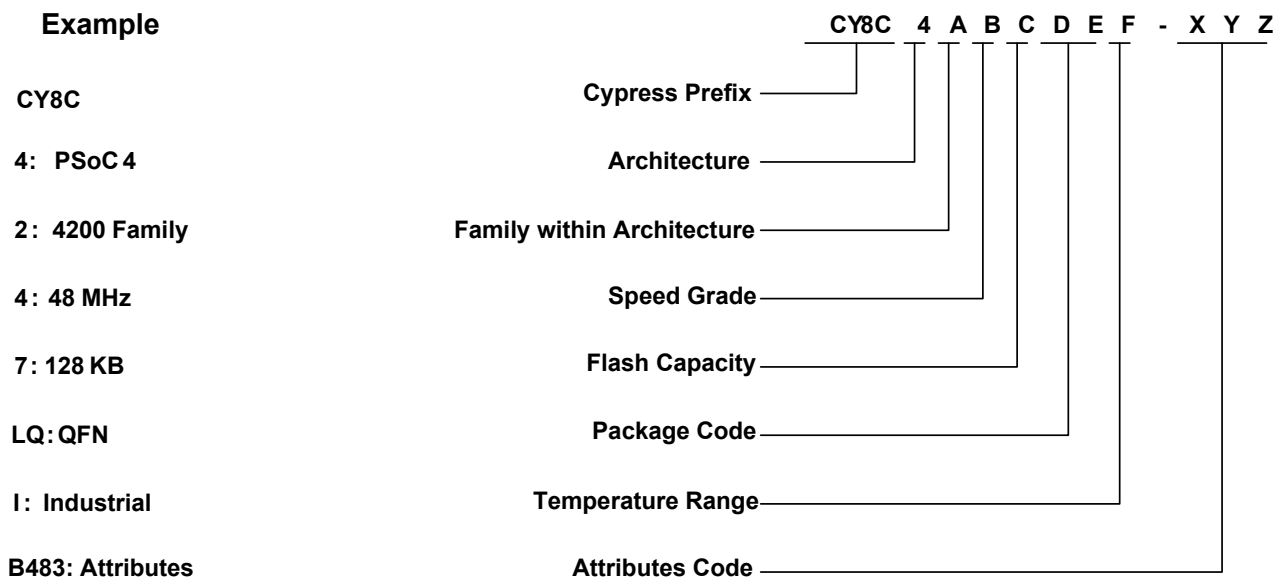 Example CY8C 4 A B C D E F - X Y Z
CY8C Cypress Prefix
4: PSoC 4 Architecture
2: 4200 Family Family within Architecture
4: 48 MHz Speed Grade
7: 128 KB Flash Capacity
LQ: QFN Package Code
I: Industrial Temperature Range
B483: Attributes Attributes Code